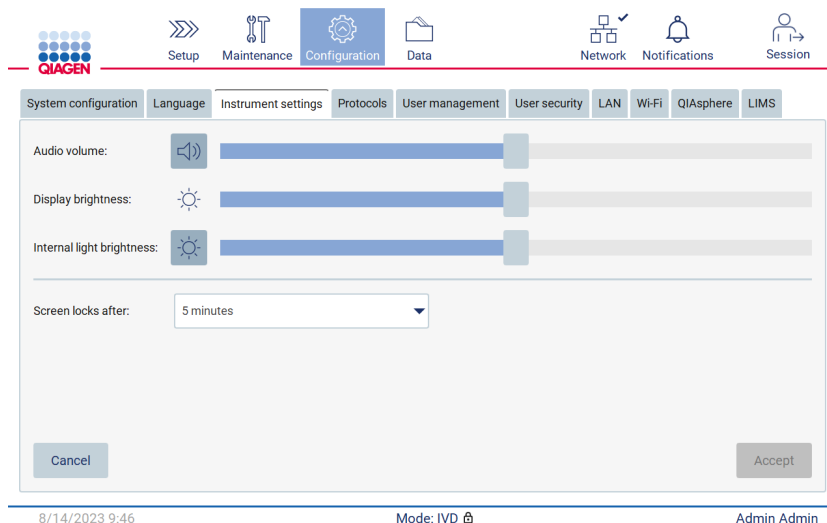 QIAGEN
Setup Maintenance Configuration Data Network Notifications Session
System configuration Language Instrument settings Protocols User management User security LAN Wi-Fi QIAsphere LIMS
Audio volume:
Display brightness:
Internal light brightness:
Screen locks after: 5 minutes
Cancel Accept
8/14/2023 9:46 Mode: IVD Admin Admin